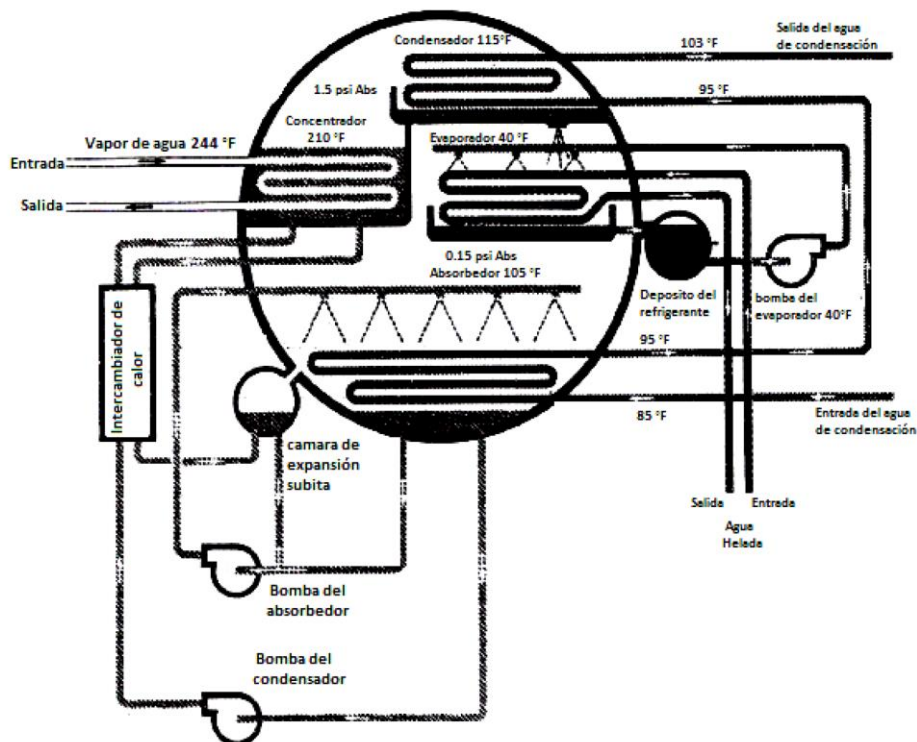 Condensador 115°F
103 °F
Salida del agua
de condensación
1.5 psi Abs
95 °F
Concentrador
210 °F
Vapor de agua 244 °F
Evaporador 40 °F
Entrada
Salida
0.15 psi Abs
Absorbedor 105 °F
Deposito del
refrigerante
bomba del
evaporador 40°F
Intercambiador de
calor
95 °F
85 °F
Entrada del agua
de condensación
camara de
expansión
subita
Salida
Entrada
Agua
Helada
Bomba del
absorbedor
Bomba del
condensador